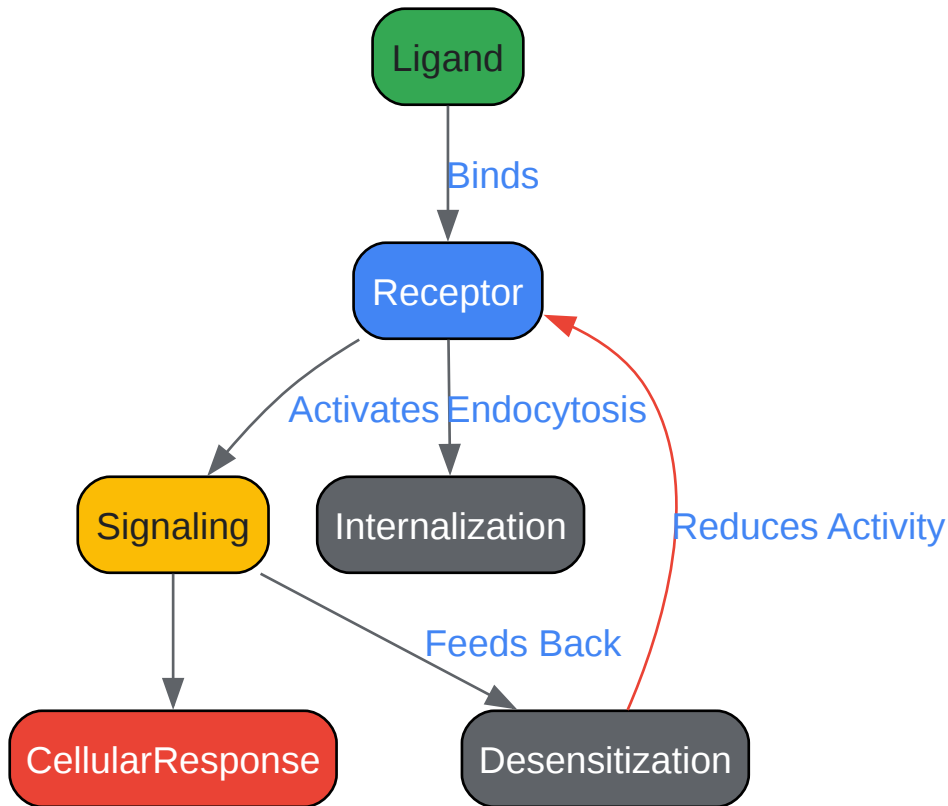 Ligand
Binds
Receptor
Activates
Endocytosis
Signaling
Internalization
Reduces Activity
Feeds Back
CellularResponse
Desensitization